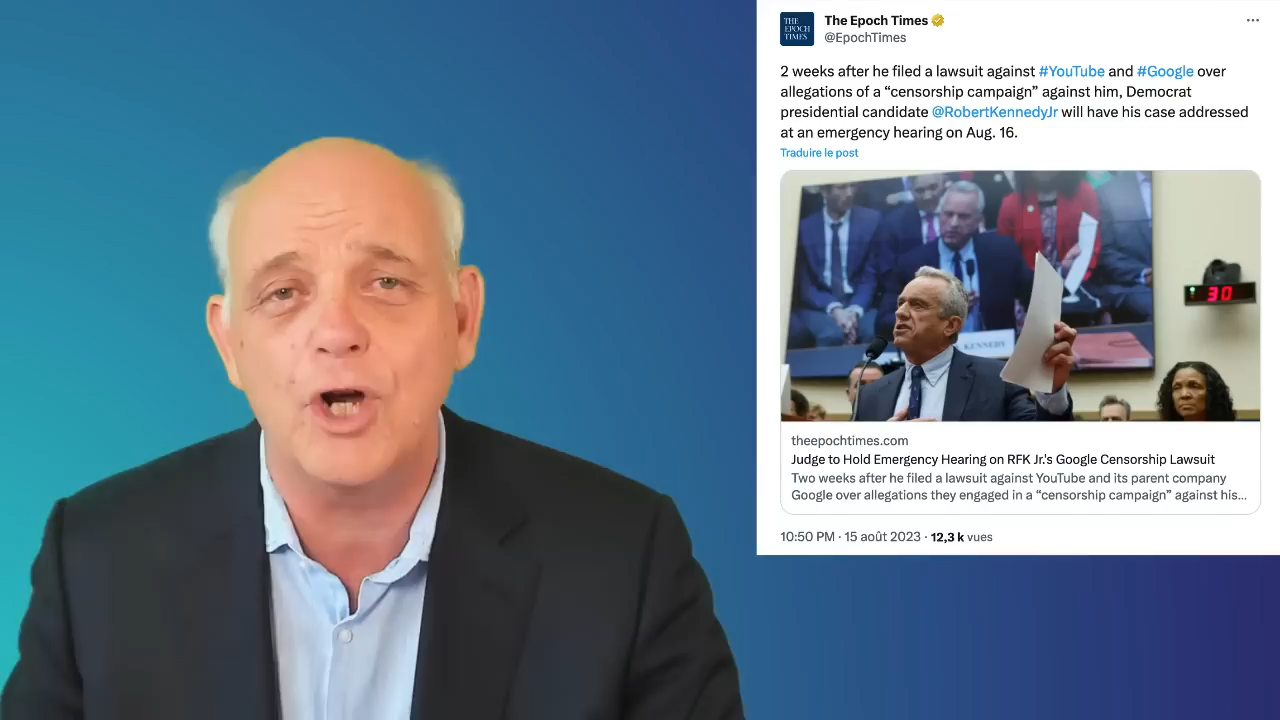 THE
EPOCH
TIMES
The Epoch Times
@EpochTimes
2 weeks after he filed a lawsuit against #YouTube and #Google over
allegations of a “censorship campaign” against him, Democrat
presidential candidate @RobertKennedyJr will have his case addressed
at an emergency hearing on Aug. 16.
Traduire le post
KENNEDY
30
theepochtimes.com
Judge to Hold Emergency Hearing on RFK Jr.'s Google Censorship Lawsuit
Two weeks after he filed a lawsuit against YouTube and its parent company
Google over allegations they engaged in a “censorship campaign” against his...
10:50 PM · 15 août 2023 · 12,3 k vues